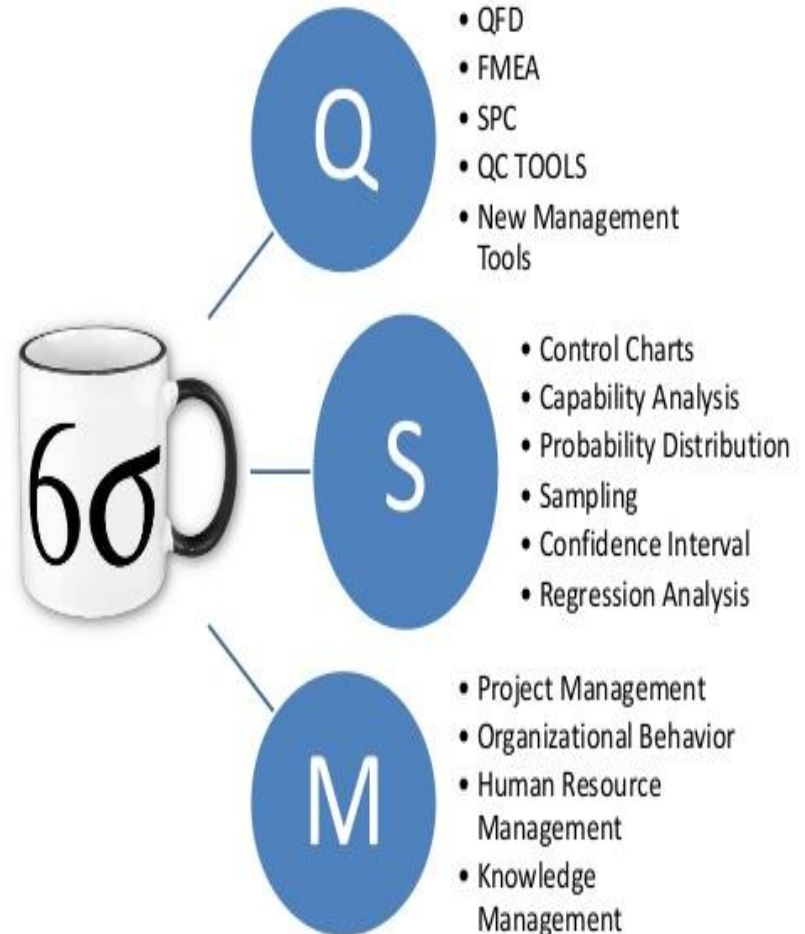 Q
• QFD
• FMEA
• SPC
• QC TOOLS
• New Management
Tools
6σ
S
• Control Charts
• Capability Analysis
• Probability Distribution
• Sampling
• Confidence Interval
• Regression Analysis
M
• Project Management
• Organizational Behavior
• Human Resource
Management
• Knowledge
Management